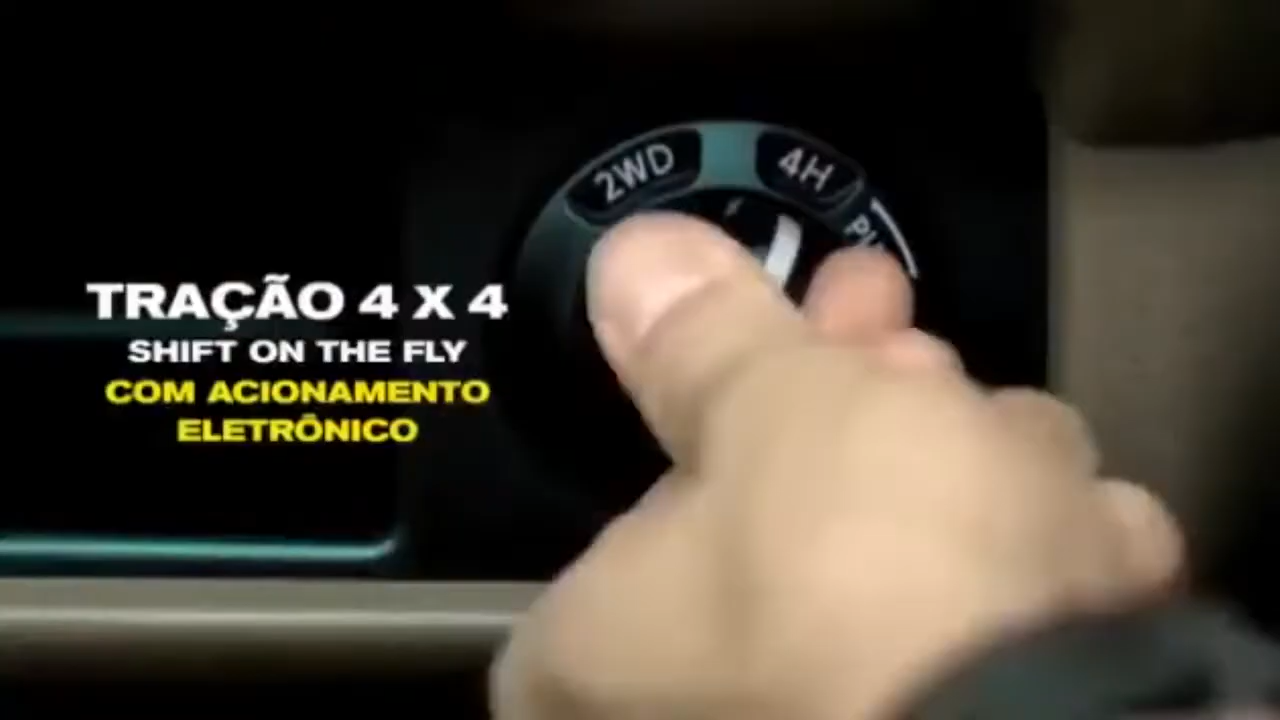 2WD
4H
TRAÇÃO 4 X 4
SHIFT ON THE FLY
COM ACIONAMENTO
ELETRÔNICO